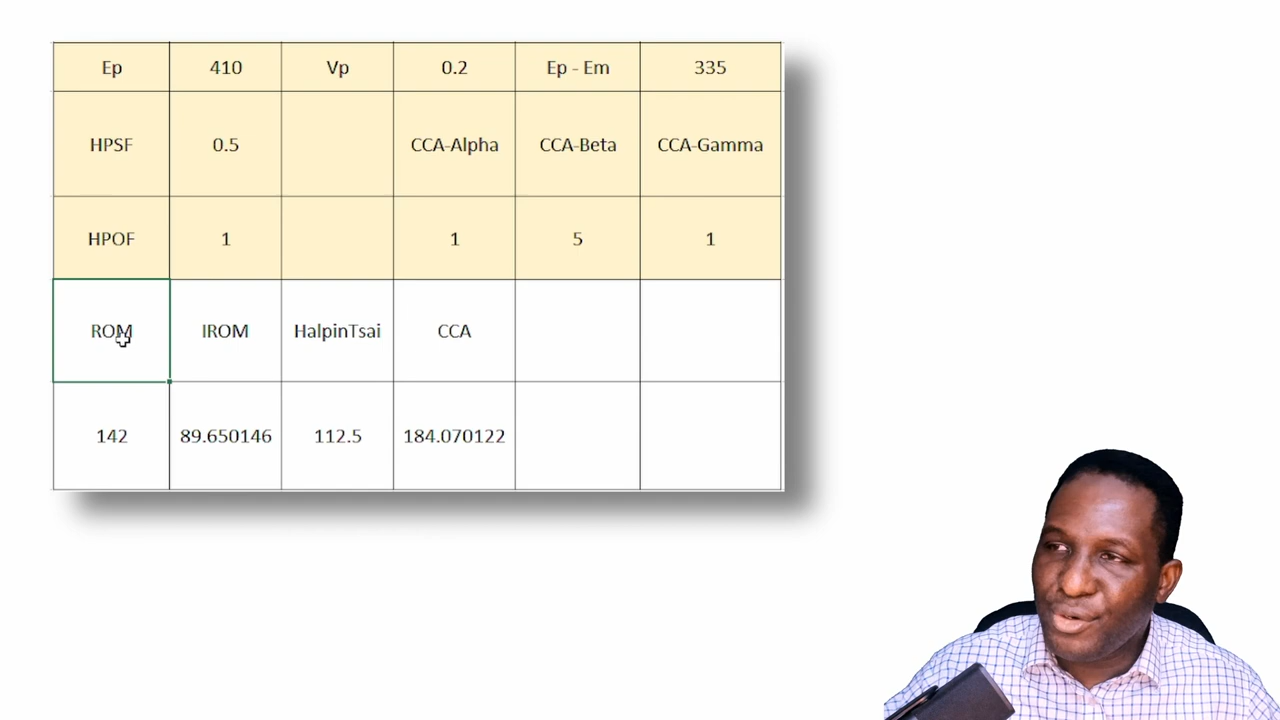 Ep 410 Vp 0.2 Ep - Em 335
HPSF 0.5 CCA-Alpha CCA-Beta CCA-Gamma
HPOF 1 1 5 1
ROM IROM HalpinTsai CCA
142 89.650146 112.5 184.070122